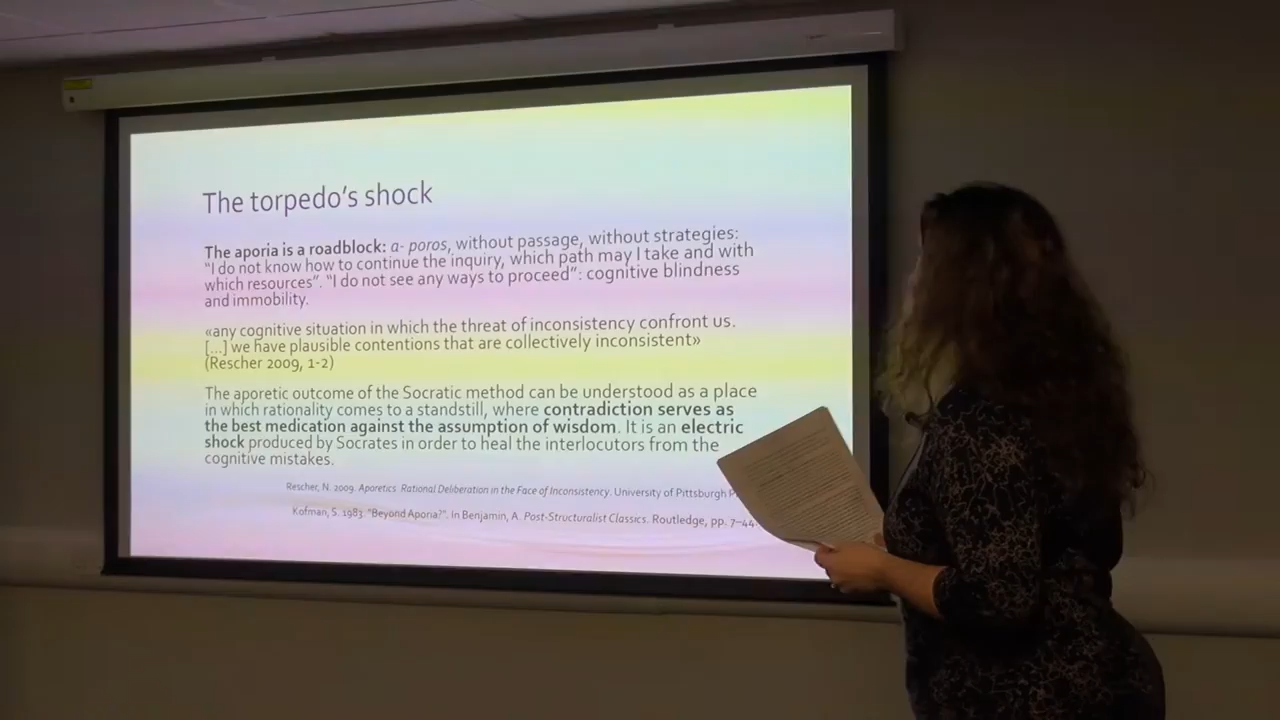 The torpedo's shock
The aporia is a roadblock: a- poros, without passage, without strategies:
"I do not know how to continue the inquiry, which path may I take and with
which resources". "I do not see any ways to proceed": cognitive blindness
and immobility.
«any cognitive situation in which the threat of inconsistency confront us.
[...] we have plausible contentions that are collectively inconsistent»
(Rescher 2009, 1-2)
The aporetic outcome of the Socratic method can be understood as a place
in which rationality comes to a standstill, where contradiction serves as
the best medication against the assumption of wisdom. It is an electric
shock produced by Socrates in order to heal the interlocutors from the
cognitive mistakes.
Rescher, N. 2009. Aporetics Rational Deliberation in the Face of Inconsistency. University of Pittsburgh
Kofman, S. 1983. "Beyond Aporia?". In Benjamin, A. Post-Structuralist Classics. Routledge, pp. 7–44.